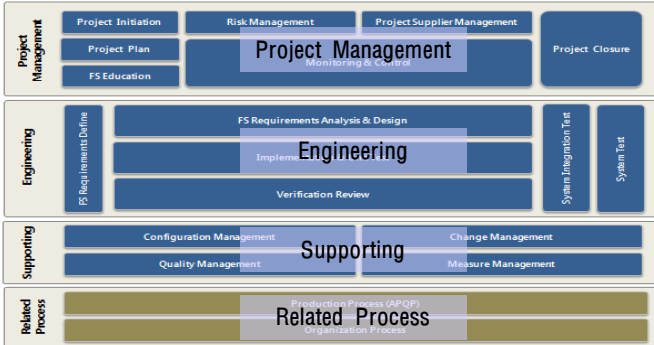 Project Management
Project Initiation
Risk Management
Project Supplier Management
Project Closure
Project Plan
Monitoring & Control
FS Education
Project Management
Engineering
FS Requirements Define
FS Requirements Analysis & Design
Verification Review
System Integration Test
System Test
Engineering
Supporting
Configuration Management
Change Management
Quality Management
Measure Management
Supporting
Related Process
Production Process (APQP)
Organization Process
Related Process